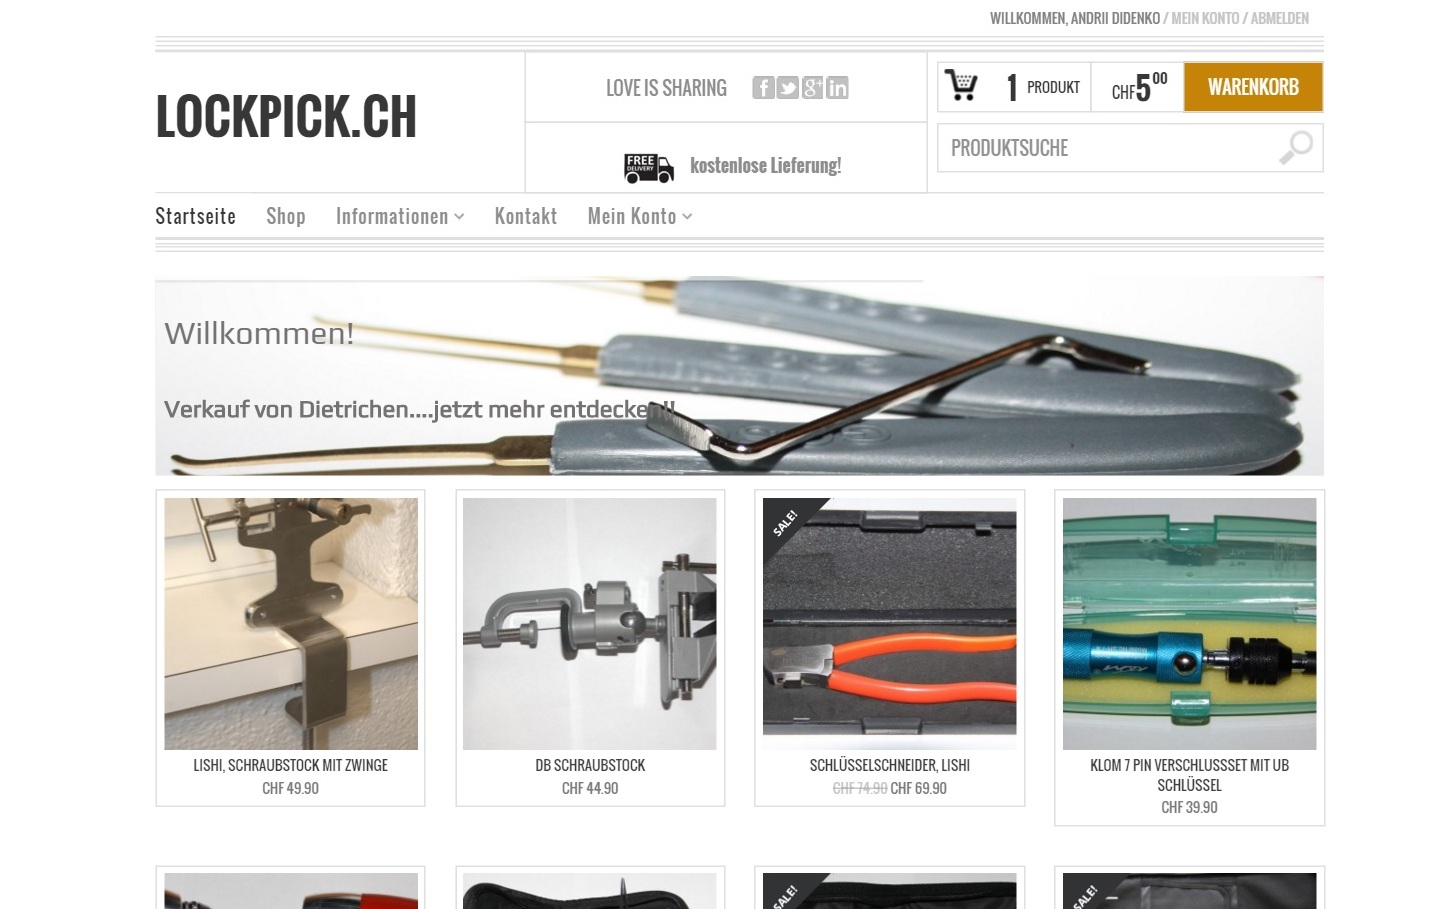 WILLKOMMEN, ANDRII DIDENKO / MEIN KONTO / ABMELDEN
LOCKPICK.CH
LOVE IS SHARING
f g+ in
1 PRODUKT
CHF5 00
WARENKORB
PRODUKTSUCHE
FREE
DELIVERY
kostenlose Lieferung!
Startseite Shop Informationen Kontakt Mein Konto
Willkommen!
Verkauf von Dietrichen....jetzt mehr entdecken!!
SALE!
LISHI, SCHRAUBSTOCK MIT ZWINGE
CHF 49.90
DB SCHRAUBSTOCK
CHF 44.90
SCHLÜSSELSCHNEIDER, LISHI
CHF 74.90 CHF 69.90
KLOM 7 PIN VERSCHLUSSSET MIT UB
SCHLÜSSEL
CHF 39.90
SALE!
SALE!